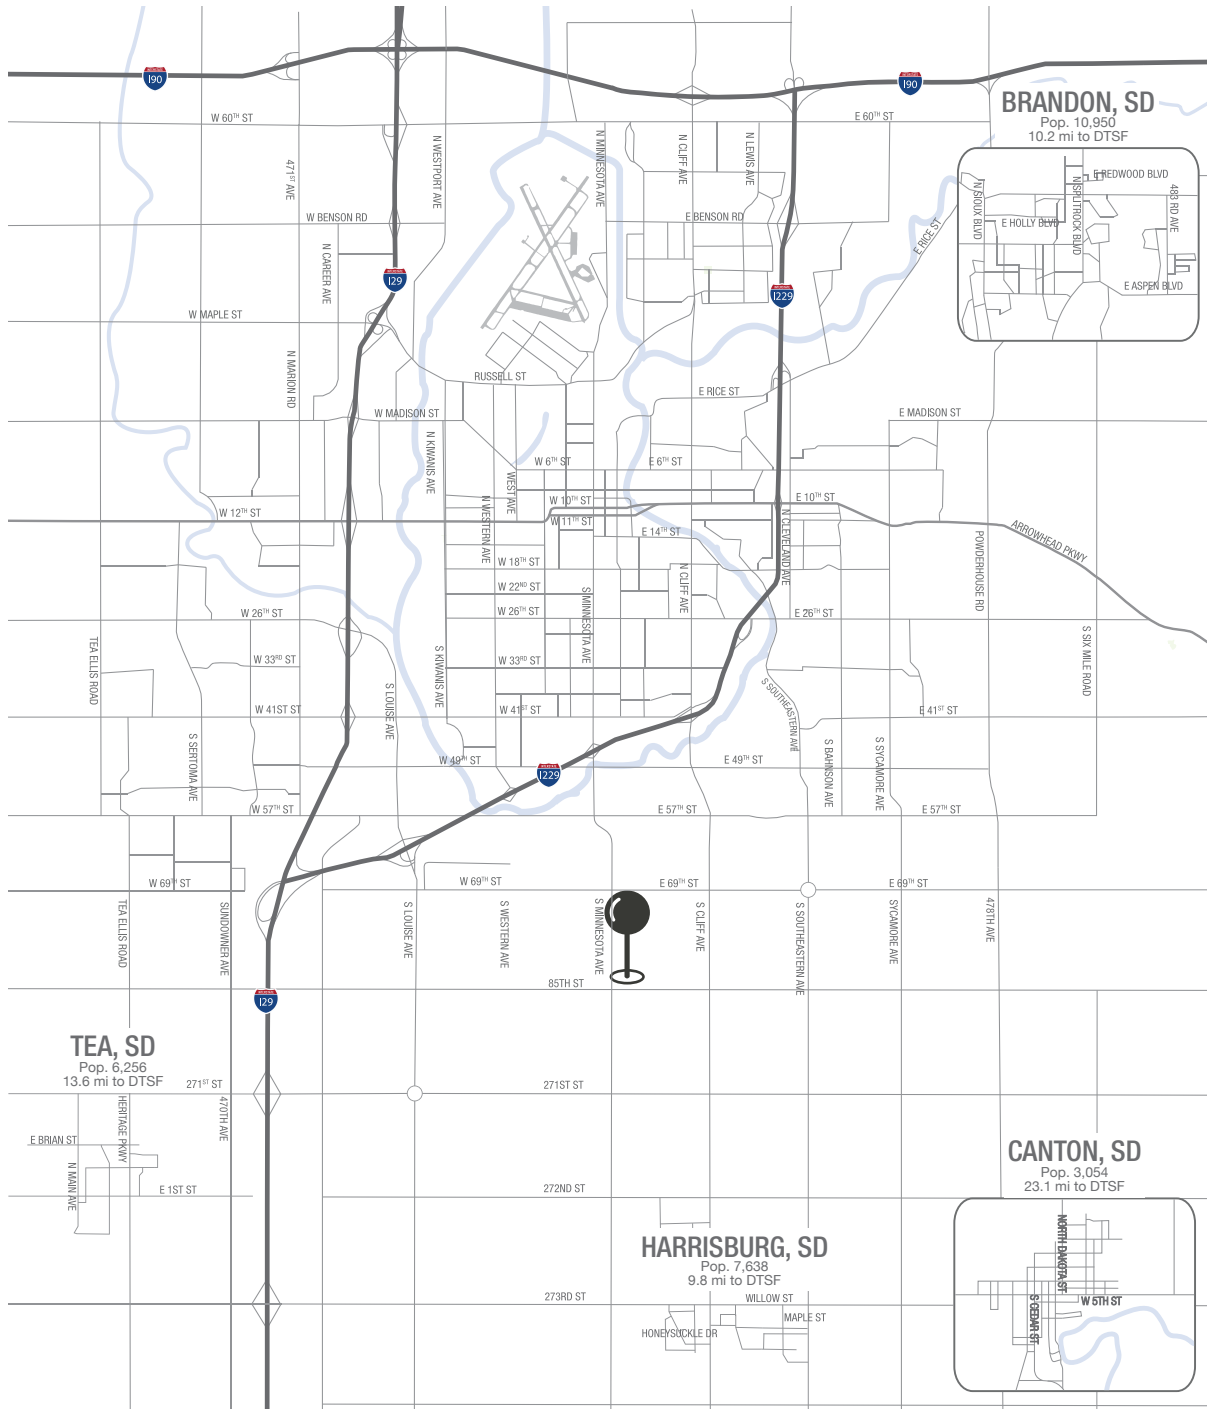 I90
I90
BRANDON, SD
Pop. 10,950
10.2 mi to DTSF
W 60TH ST
E 60TH ST
N WESTPORT AVE
N MINNESOTA AVE
N CLIFF AVE
N LEWIS AVE
471ST AVE
E REDWOOD BLVD
N SIOUX BLVD
N SPLITROCK BLVD
483 RD AVE
E HOLLY BLVD
E ASPEN BLVD
W BENSON RD
E BENSON RD
E RICE ST
N CAREER AVE
I29
I229
W MAPLE ST
N MARION RD
RUSSELL ST
E RICE ST
W MADISON ST
E MADISON ST
N KIWANIS AVE
W 6TH ST
E 6TH ST
WEST AVE
W 10TH ST
E 10TH ST
W 12TH ST
N WESTERN AVE
W 11TH ST
E 14TH ST
N CLEVELAND AVE
ARROWHEAD PKWY
POWDERHOUSE RD
W 18TH ST
N CLIFF AVE
W 22ND ST
S MINNESOTA AVE
W 26TH ST
W 26TH ST
E 26TH ST
TEA ELLIS ROAD
S SIX MILE ROAD
W 33RD ST
S KIWANIS AVE
W 33RD ST
S LOUISE AVE
S SOUTHEASTERN AVE
W 41ST ST
W 41ST ST
E 41ST ST
S SERTOMA AVE
S BAHNSON AVE
S SYCAMORE AVE
W 49TH ST
E 49TH ST
I229
W 57TH ST
E 57TH ST
E 57TH ST
W 69TH ST
W 69TH ST
E 69TH ST
E 69TH ST
TEA ELLIS ROAD
SUNDOWNER AVE
S LOUISE AVE
S WESTERN AVE
S MINNESOTA AVE
S CLIFF AVE
S SOUTHEASTERN AVE
SYCAMORE AVE
478TH AVE
85TH ST
I29
TEA, SD
Pop. 6,256
13.6 mi to DTSF
271ST ST
271ST ST
HERITAGE PKWY
470TH AVE
E BRIAN ST
N MAIN AVE
E 1ST ST
272ND ST
CANTON, SD
Pop. 3,054
23.1 mi to DTSF
NORTH DAKOTA ST
W 5TH ST
S CEDAR ST
HARRISBURG, SD
Pop. 7,638
9.8 mi to DTSF
273RD ST
WILLOW ST
MAPLE ST
HONEYSUCKLE DR